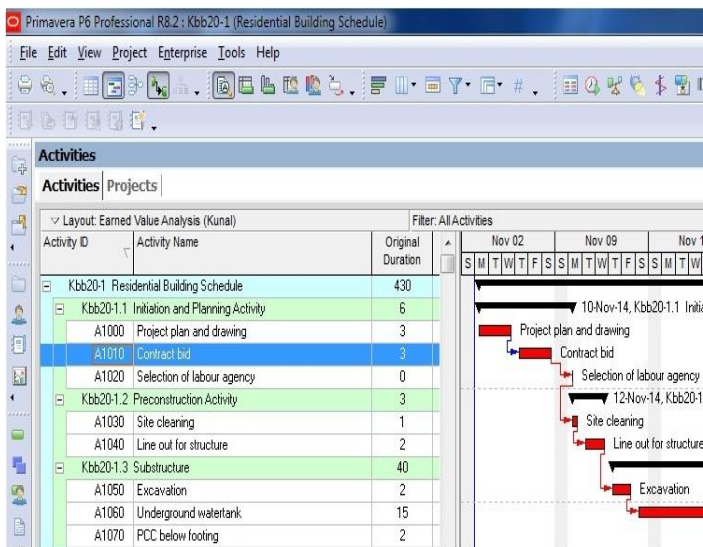 Primavera P6 Professional R8.2 : Kbb20-1 (Residential Building Schedule)
File Edit View Project Enterprise Tools Help
Activities
Activities Projects
Layout: Earned Value Analysis (Kunal) Filter: All Activities
Activity ID Activity Name Original Duration Nov 02 Nov 09 Nov 1
S M T W T F S S M T W T F S S M T W
Kbb20-1 Residential Building Schedule 430
Kbb20-1.1 Initiation and Planning Activity 6 10-Nov-14, Kbb20-1.1 Initia
A1000 Project plan and drawing 3 Project plan and drawing
A1010 Contract bid 3 Contract bid
A1020 Selection of labour agency 0 Selection of labour agency
Kbb20-1.2 Preconstruction Activity 3 12-Nov-14, Kbb20-1
A1030 Site cleaning 1 Site cleaning
A1040 Line out for structure 2 Line out for structure
Kbb20-1.3 Substructure 40
A1050 Excavation 2 Excavation
A1060 Underground watertank 15
A1070 PCC below footing 2